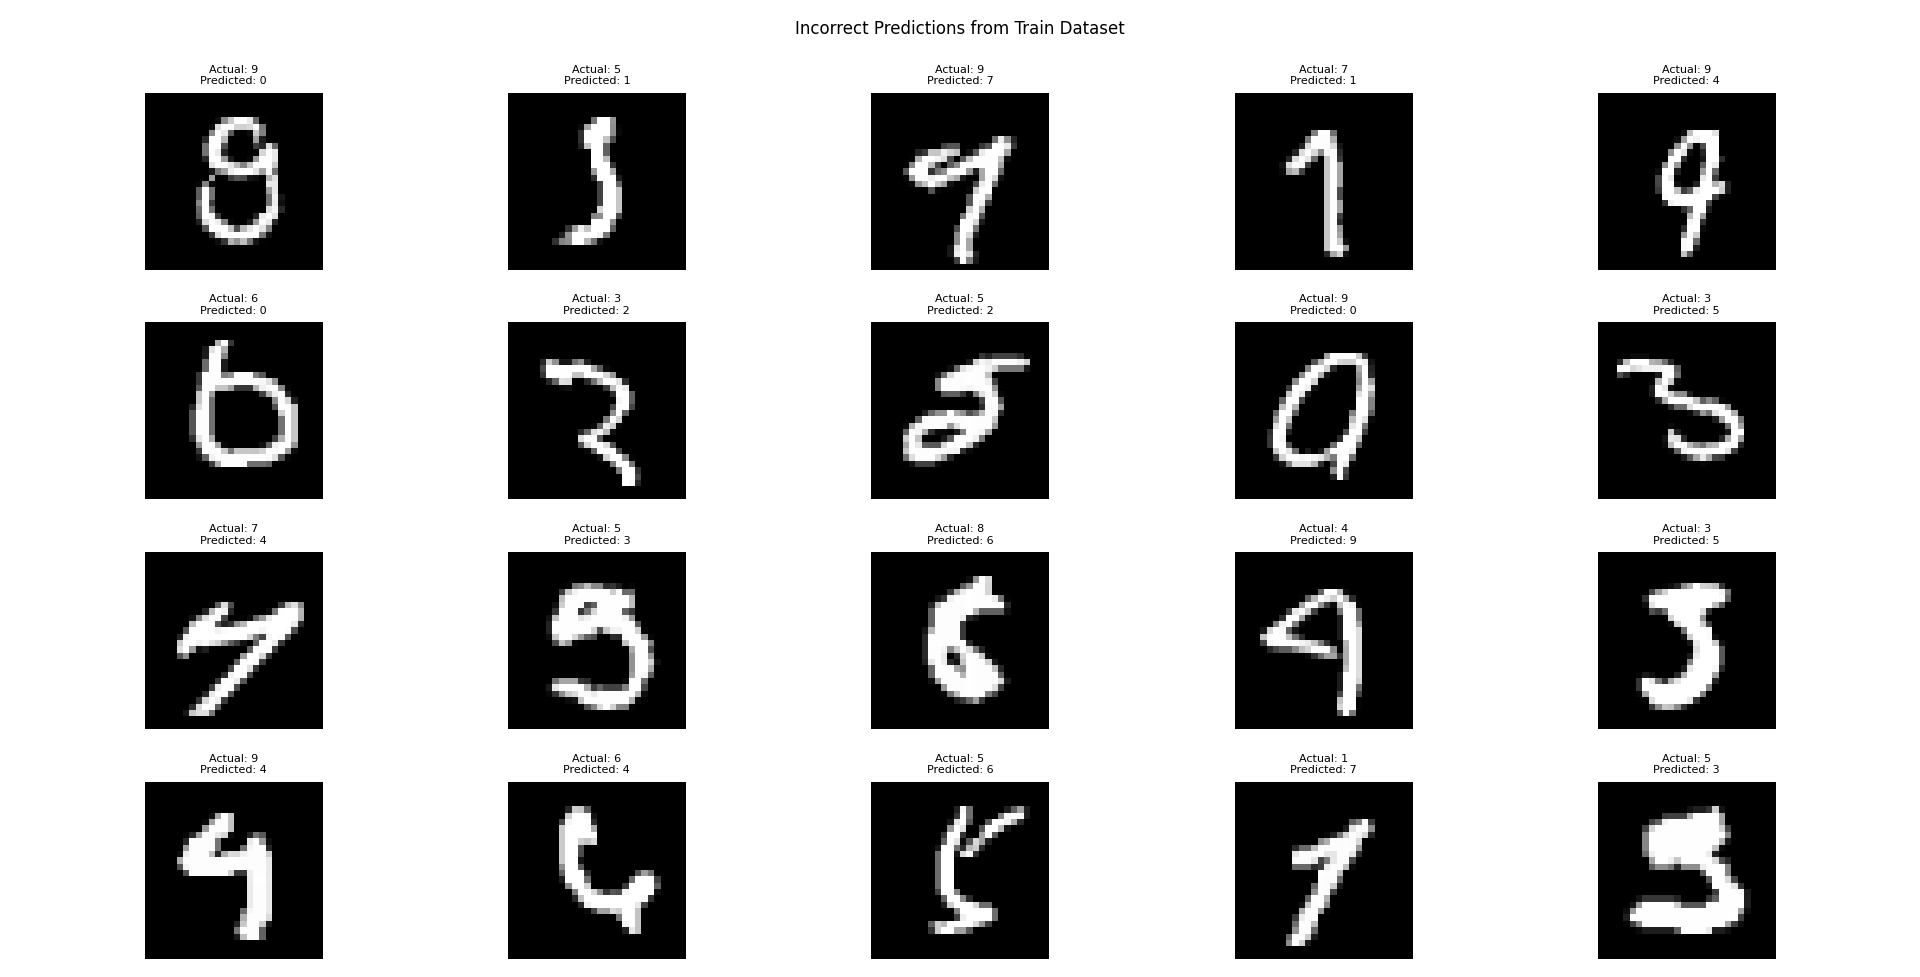 Incorrect Predictions from Train Dataset
Actual: 9
Predicted: 0
Actual: 5
Predicted: 1
Actual: 9
Predicted: 7
Actual: 7
Predicted: 1
Actual: 9
Predicted: 4
Actual: 6
Predicted: 0
Actual: 3
Predicted: 2
Actual: 5
Predicted: 2
Actual: 9
Predicted: 0
Actual: 3
Predicted: 5
Actual: 7
Predicted: 4
Actual: 5
Predicted: 3
Actual: 8
Predicted: 6
Actual: 4
Predicted: 9
Actual: 3
Predicted: 5
Actual: 9
Predicted: 4
Actual: 6
Predicted: 4
Actual: 5
Predicted: 6
Actual: 1
Predicted: 7
Actual: 5
Predicted: 3